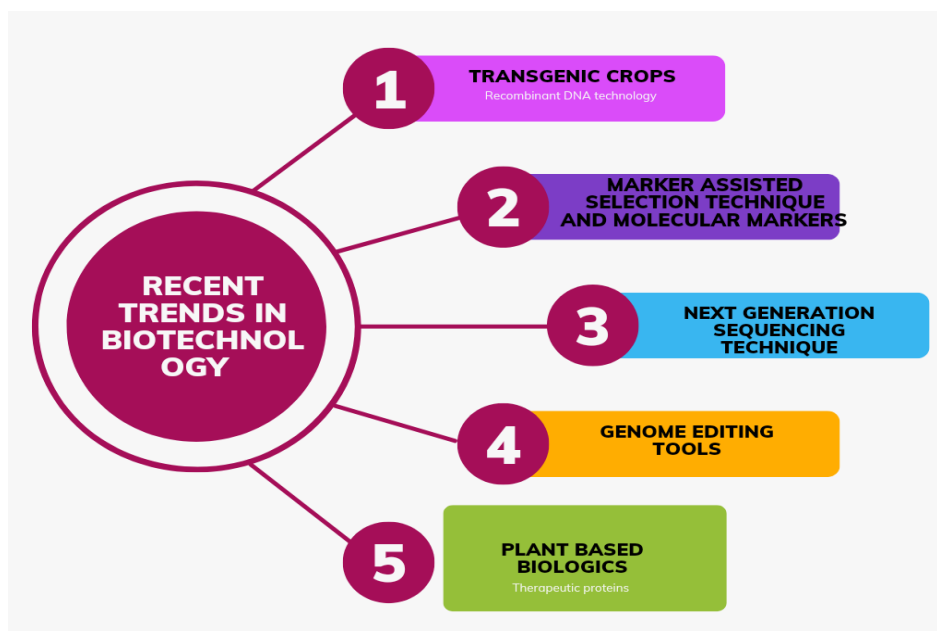 RECENT
TRENDS IN
BIOTECHNOL
OGY
1
TRANSGENIC CROPS
Recombinant DNA technology
2
MARKER ASSISTED
SELECTION TECHNIQUE
AND MOLECULAR MARKERS
3
NEXT GENERATION
SEQUENCING
TECHNIQUE
4
GENOME EDITING
TOOLS
5
PLANT BASED
BIOLOGICS
Therapeutic proteins